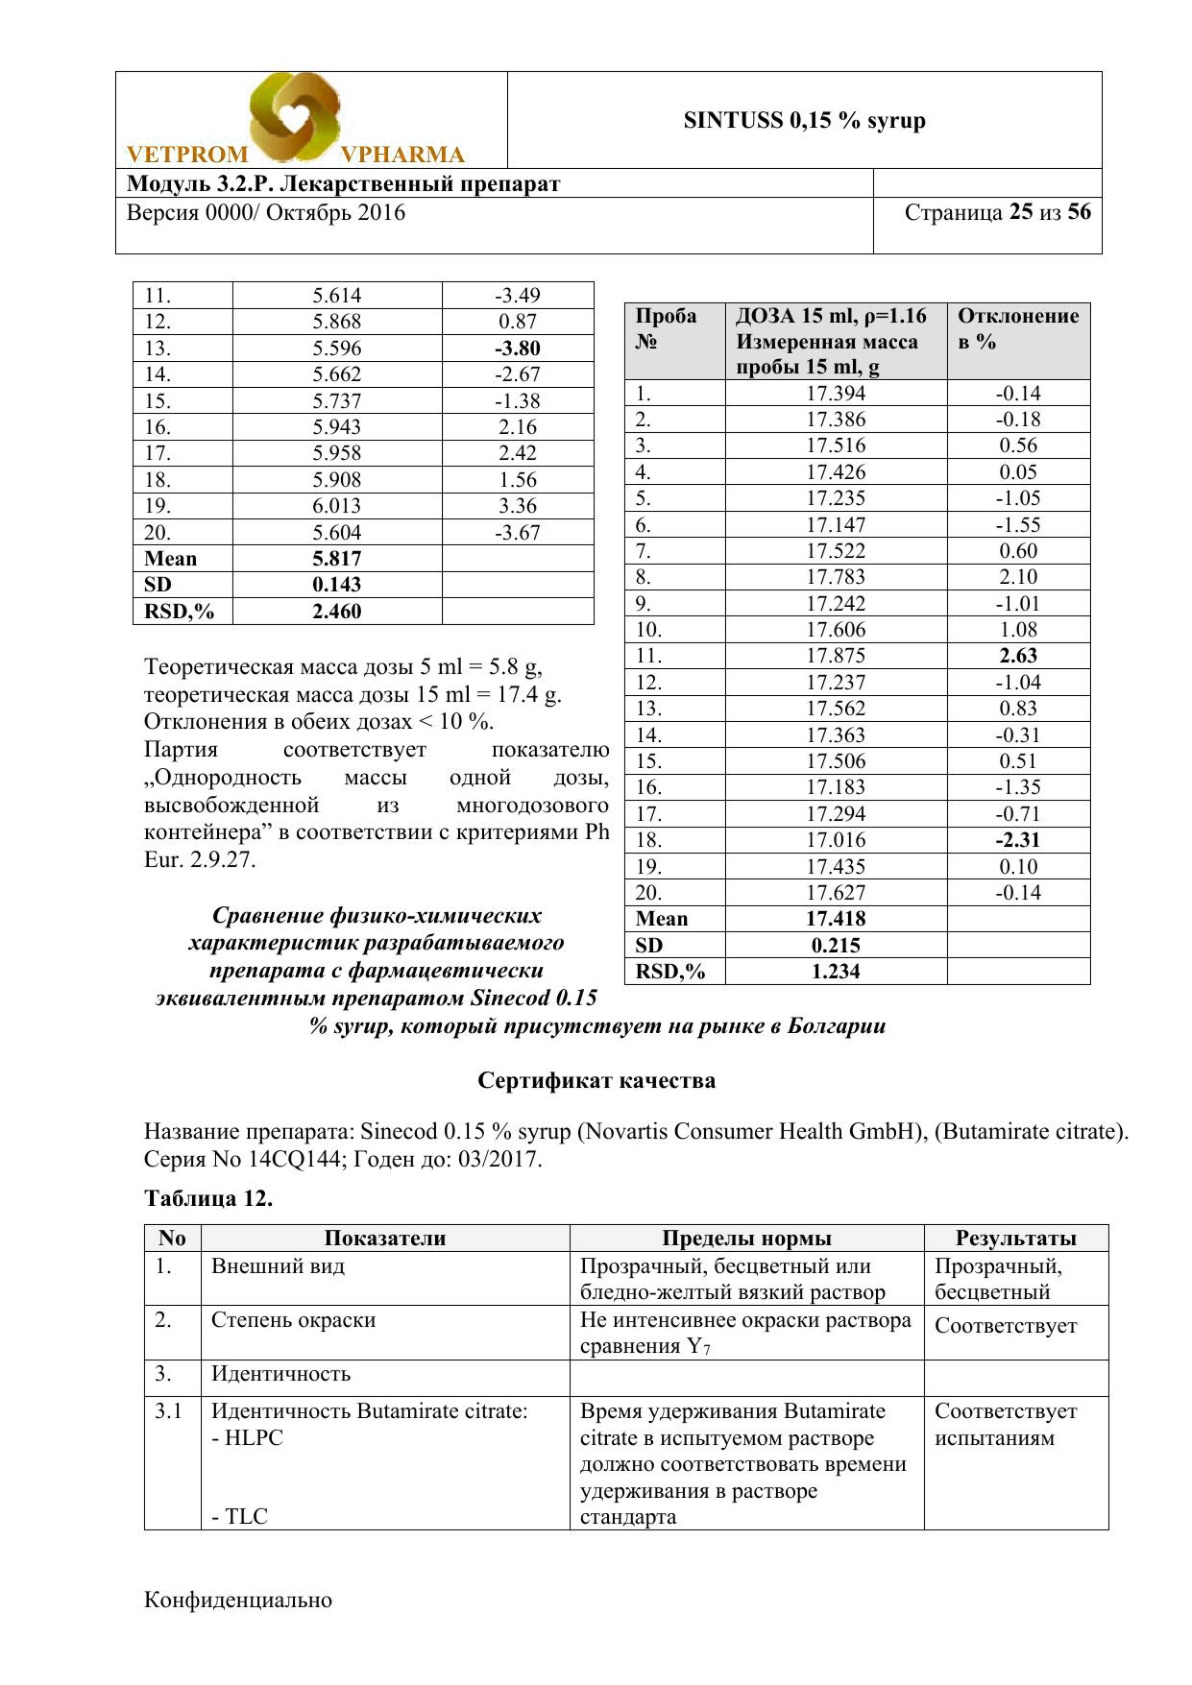 VETPROM VPHARMA
SINTUSS 0,15 % syrup
Модуль 3.2.P. Лекарственный препарат
Версия 0000/ Октябрь 2016
Страница 25 из 56
11. 5.614 -3.49
12. 5.868 0.87
13. 5.596 -3.80
14. 5.662 -2.67
15. 5.737 -1.38
16. 5.943 2.16
17. 5.958 2.42
18. 5.908 1.56
19. 6.013 3.36
20. 5.604 -3.67
Mean 5.817
SD 0.143
RSD,% 2.460
Теоретическая масса дозы 5 ml = 5.8 g,
теоретическая масса дозы 15 ml = 17.4 g.
Отклонения в обеих дозах < 10 %.
Партия соответствует показателю
„Однородность массы одной дозы,
высвобожденной из многодозового
контейнера” в соответствии с критериями Ph
Eur. 2.9.27.
Проба ДОЗА 15 ml, ρ=1.16 Отклонение
№ Измеренная масса в %
пробы 15 ml, g
1. 17.394 -0.14
2. 17.386 -0.18
3. 17.516 0.56
4. 17.426 0.05
5. 17.235 -1.05
6. 17.147 -1.55
7. 17.522 0.60
8. 17.783 2.10
9. 17.242 -1.01
10. 17.606 1.08
11. 17.875 2.63
12. 17.237 -1.04
13. 17.562 0.83
14. 17.363 -0.31
15. 17.506 0.51
16. 17.183 -1.35
17. 17.294 -0.71
18. 17.016 -2.31
19. 17.435 0.10
20. 17.627 -0.14
Mean 17.418
SD 0.215
RSD,% 1.234
Сравнение физико-химических
характеристик разрабатываемого
препарата с фармацевтически
эквивалентным препаратом Sinecod 0.15
% syrup, который присутствует на рынке в Болгарии
Сертификат качества
Название препарата: Sinecod 0.15 % syrup (Novartis Consumer Health GmbH), (Butamirate citrate).
Серия No 14CQ144; Годен до: 03/2017.
Таблица 12.
No Показатели Пределы нормы Результаты
1. Внешний вид Прозрачный, бесцветный или Прозрачный,
бледно-желтый вязкий раствор бесцветный
2. Степень окраски Не интенсивнее окраски раствора Соответствует
сравнения Y7
3. Идентичность
3.1 Идентичность Butamirate citrate: Время удерживания Butamirate Соответствует
- HLPC citrate в испытуемом растворе испытаниям
должно соответствовать времени
удерживания в растворе
- TLC стандарта
Конфиденциально